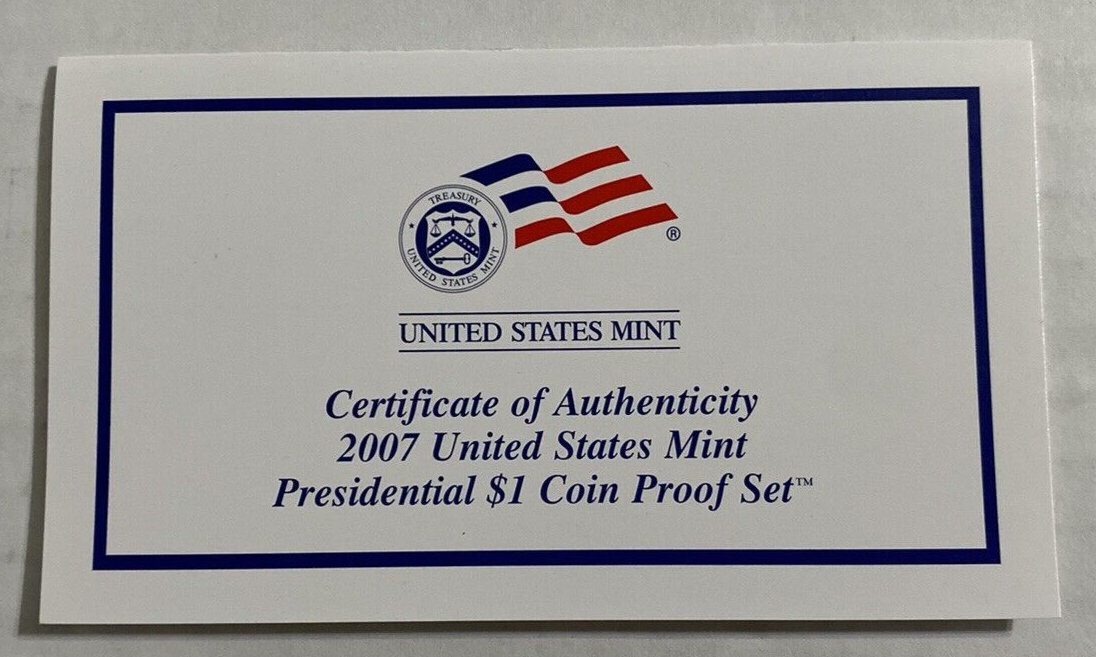 TREASURY
UNITED STATES MINT
®
UNITED STATES MINT
Certificate of Authenticity
2007 United States Mint
Presidential $1 Coin Proof Set™